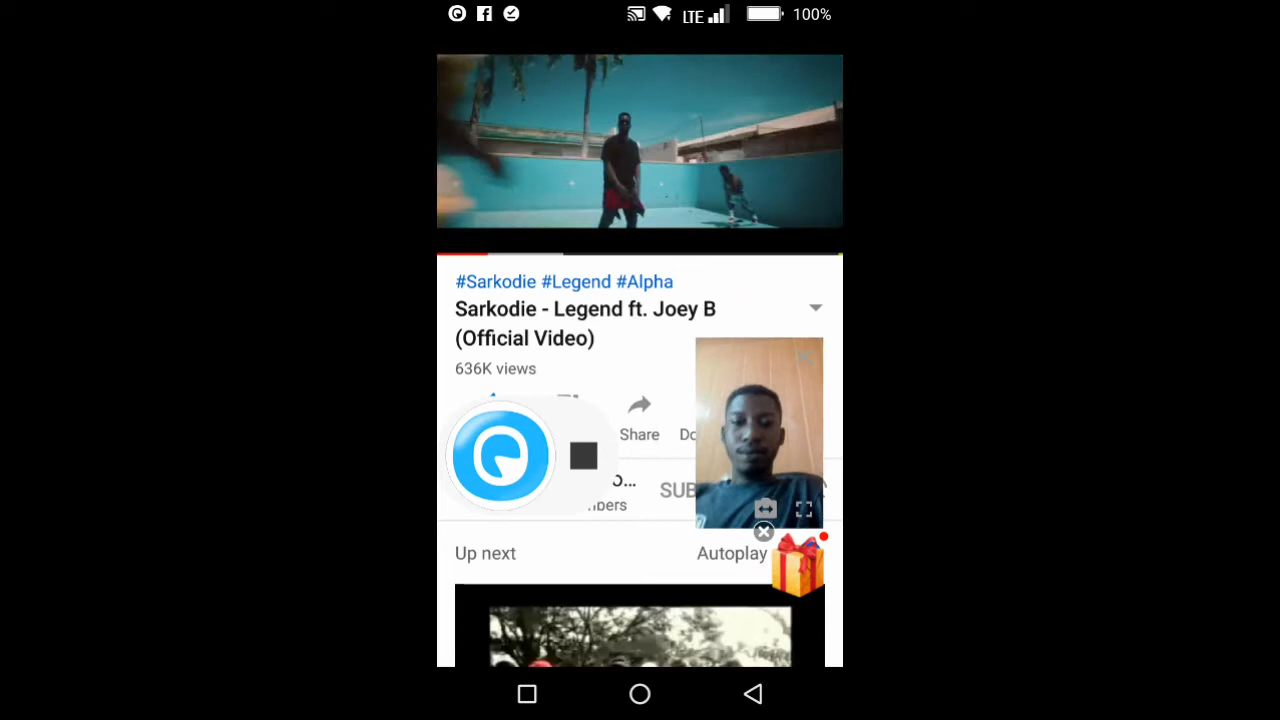 LTE 100%
#Sarkodie #Legend #Alpha
Sarkodie - Legend ft. Joey B
(Official Video)
636K views
Share
Up next Autoplay